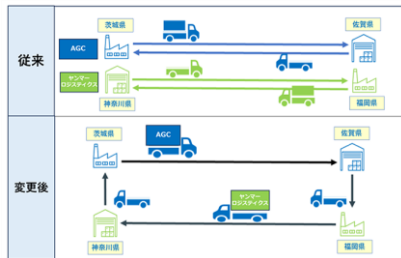 従来
茨城県
佐賀県
AGC
ヤンマー
ロジスティクス
神奈川県
福岡県
変更後
茨城県
AGC
佐賀県
ヤンマー
ロジスティクス
神奈川県
福岡県